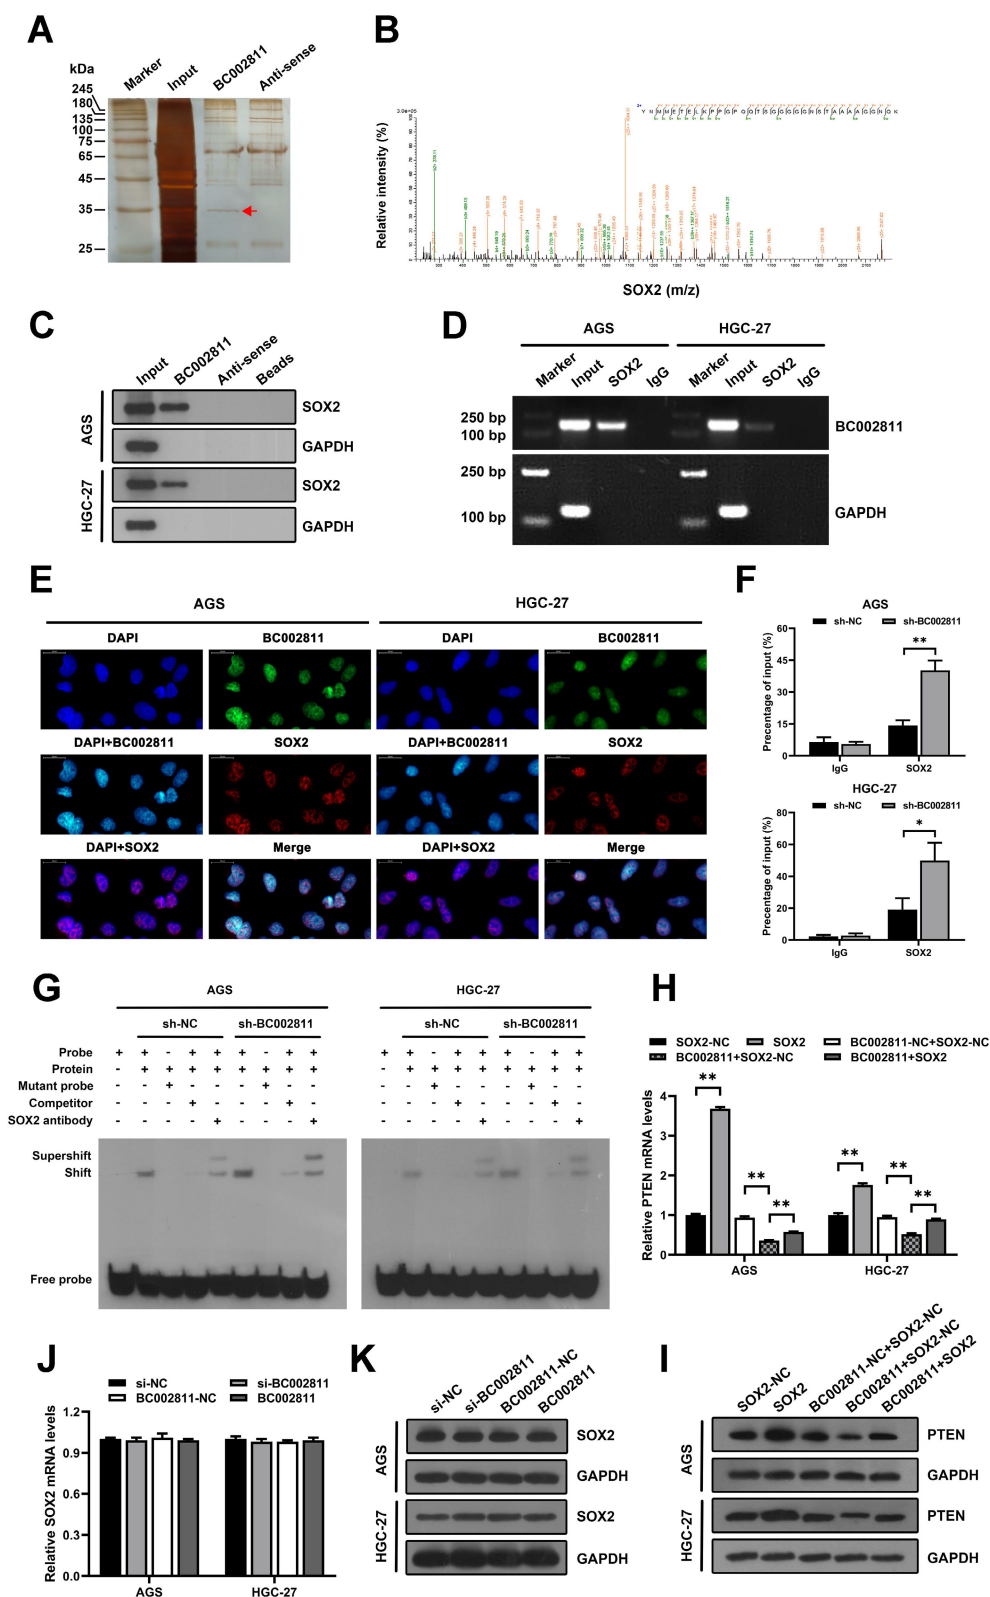 A
kDa
Marker
Input
BC002811
Anti-sense
245
180
135
100
75
65
45
35
25
B
3.0e+05
Relative intensity (%)
SOX2 (m/z)
C
Input
BC002811
Anti-sense
Beads
AGS
SOX2
GAPDH
HGC-27
SOX2
GAPDH
D
AGS
HGC-27
Marker
Input
SOX2
IgG
Marker
Input
SOX2
IgG
250 bp
100 bp
BC002811
250 bp
100 bp
GAPDH
E
AGS
HGC-27
DAPI
BC002811
DAPI
BC002811
DAPI+BC002811
SOX2
DAPI+BC002811
SOX2
DAPI+SOX2
Merge
DAPI+SOX2
Merge
F
AGS
sh-NC
sh-BC002811
Precentage of input (%)
60
45
30
15
0
**
IgG
SOX2
HGC-27
sh-NC
sh-BC002811
Precentage of input (%)
80
60
40
20
0
*
IgG
SOX2
G
AGS
HGC-27
sh-NC
sh-BC002811
sh-NC
sh-BC002811
Probe + + - + + + - + + + + - + + + - + +
Protein - + + + + + + + + - + + + + + + + +
Mutant probe - - + - - - + - - - - + - - - + - -
Competitor - - - + - - - + - - - - + - - - + -
SOX2 antibody - - - - + - - - + - - - - + - - - +
Supershift
Shift
Free probe
H
SOX2-NC
SOX2
BC002811-NC+SOX2-NC
BC002811+SOX2-NC
BC002811+SOX2
Relative PTEN mRNA levels
4
3
2
1
0
** ** ** ** ** **
AGS
HGC-27
J
si-NC
si-BC002811
BC002811-NC
BC002811
Relative SOX2 mRNA levels
1.2
0.9
0.6
0.3
0.0
AGS
HGC-27
K
si-NC
si-BC002811
BC002811-NC
BC002811
AGS
SOX2
GAPDH
HGC-27
SOX2
GAPDH
I
SOX2-NC
SOX2
BC002811-NC+SOX2-NC
BC002811+SOX2-NC
BC002811+SOX2
AGS
PTEN
GAPDH
HGC-27
PTEN
GAPDH